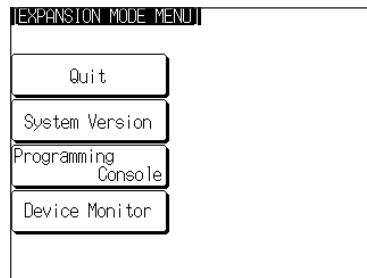 [EXPANSION MODE MENU]
Quit
System Version
Programming
Console
Device Monitor